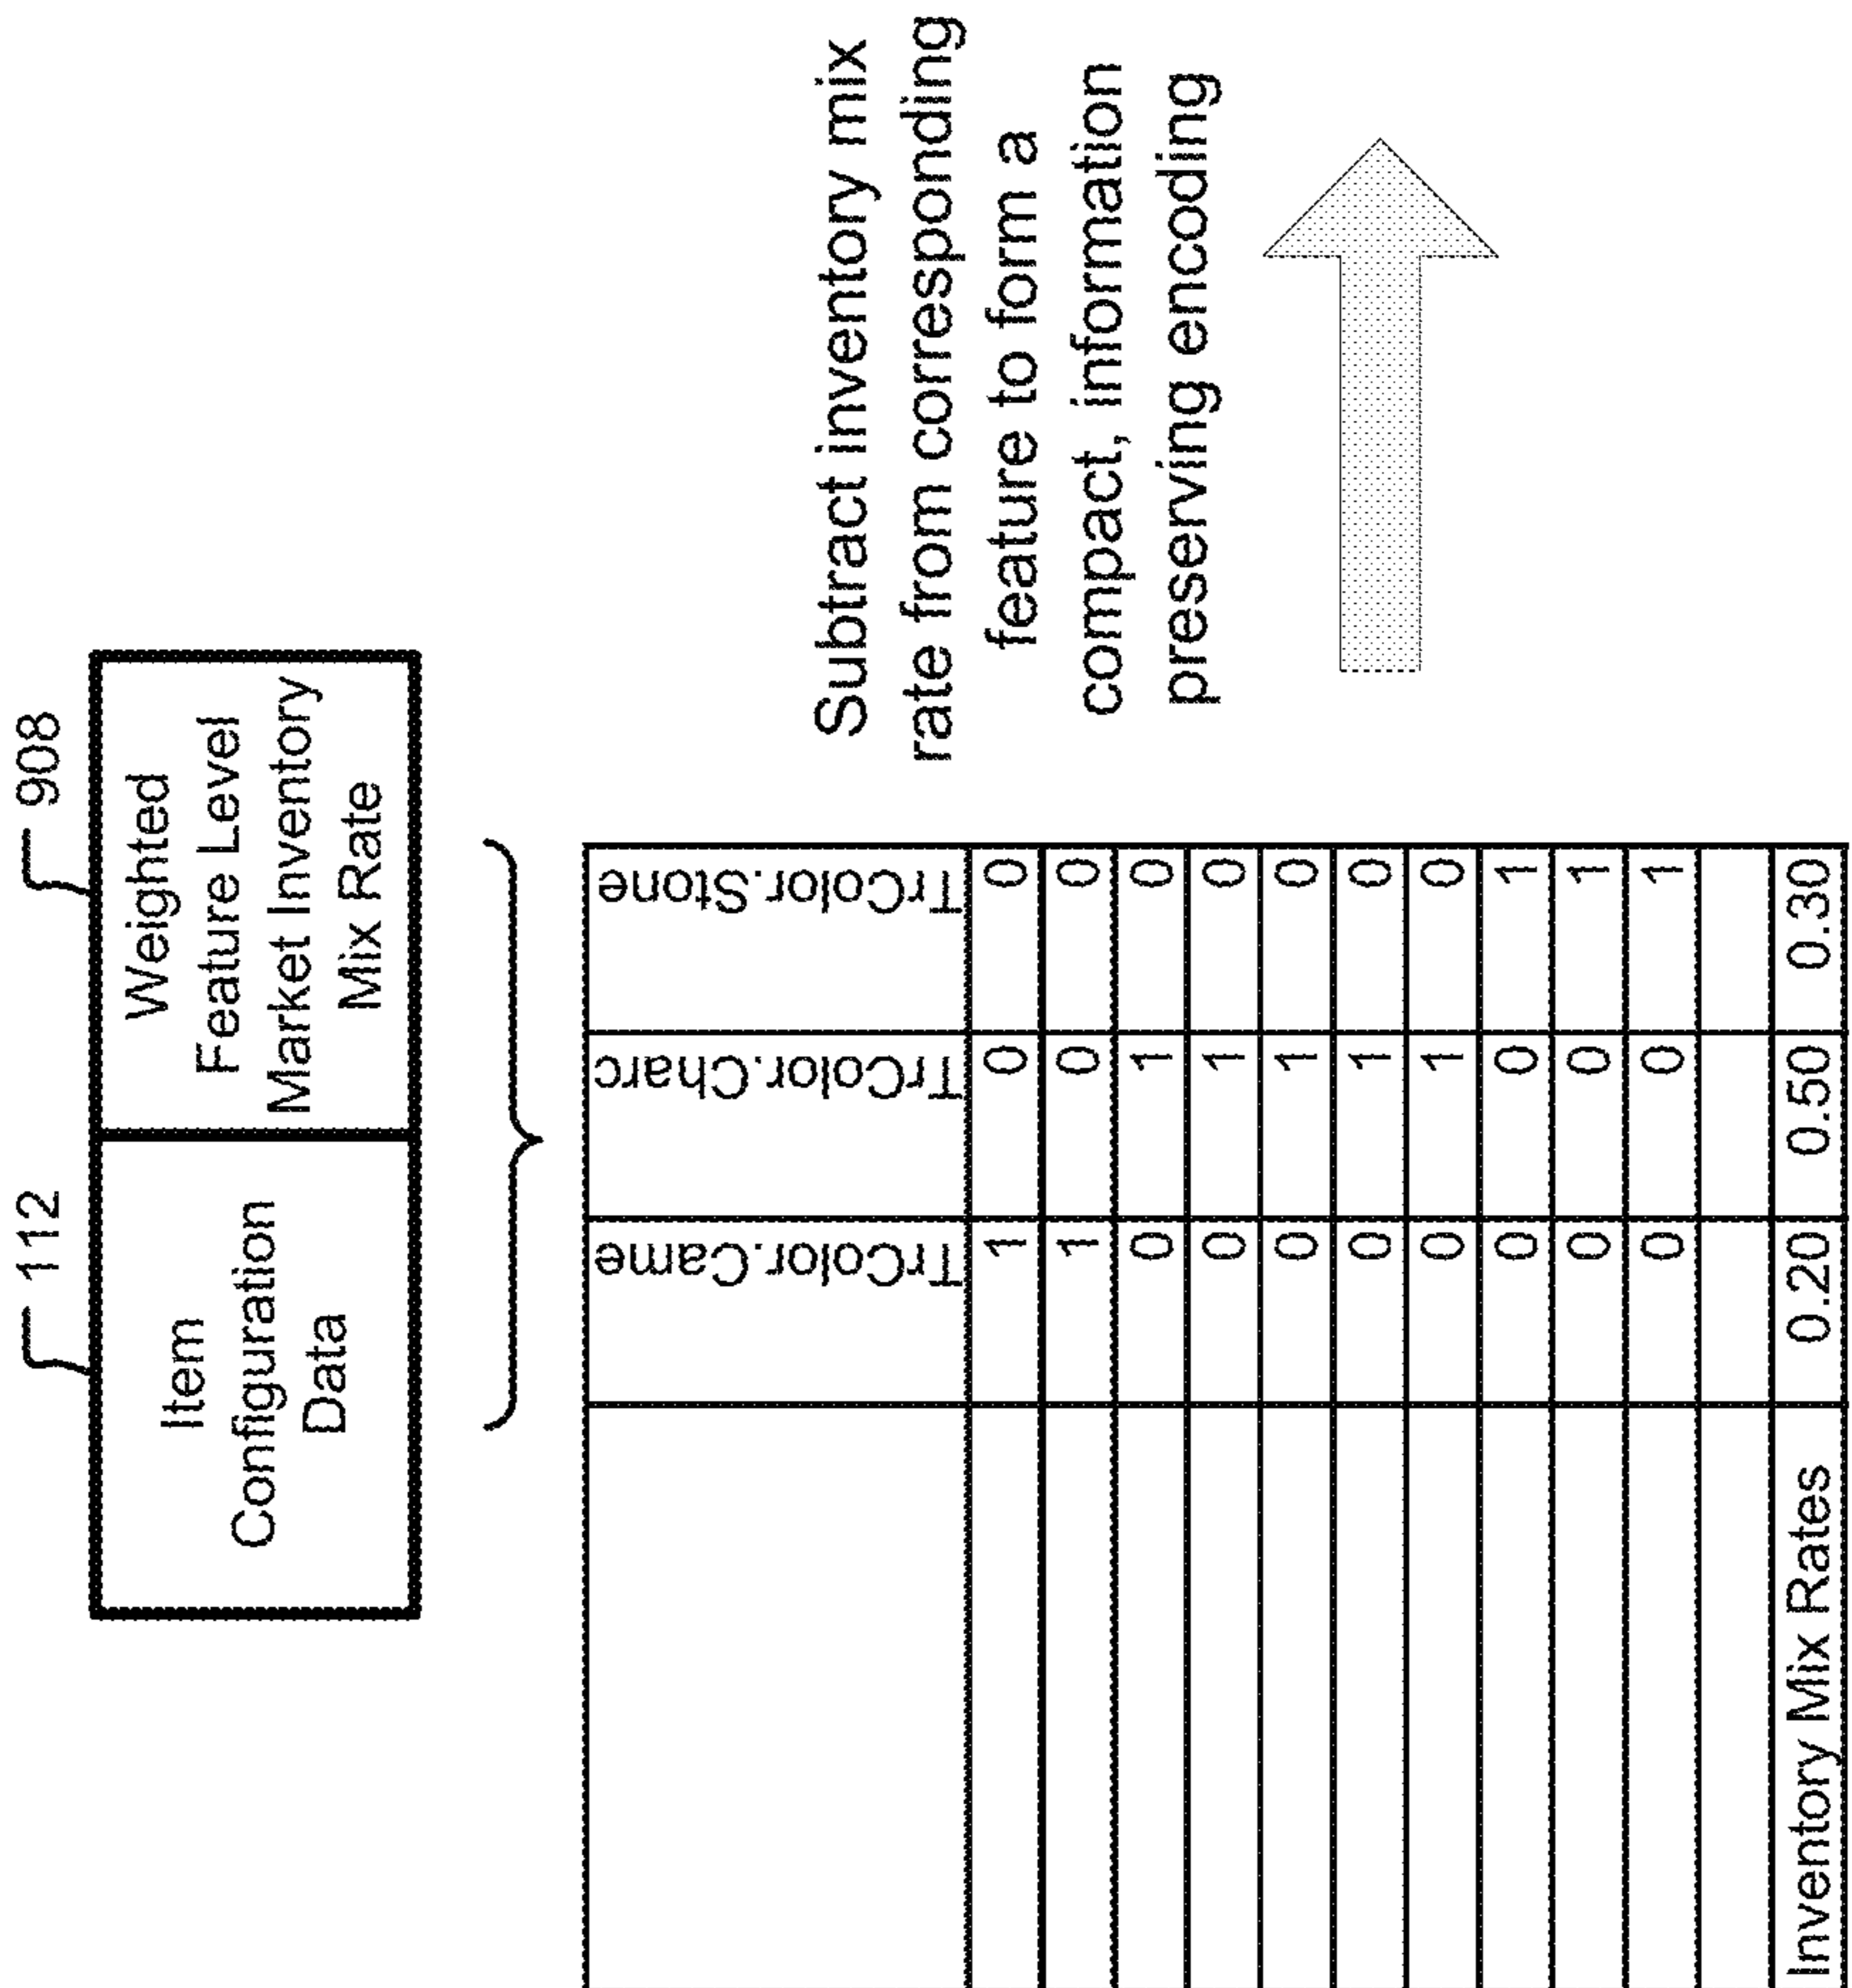 112
908
Item
Configuration
Data
Weighted
Feature Level
Market Inventory
Mix Rate
TrColor.Came TrColor.Charc TrColor.Stone
1 0 0
1 0 0
0 1 0
0 1 0
0 1 0
0 1 0
0 1 0
0 0 1
0 0 1
0 0 1
Inventory Mix Rates 0.20 0.50 0.30
Subtract inventory mix
rate from corresponding
feature to form a
compact, information
preserving encoding